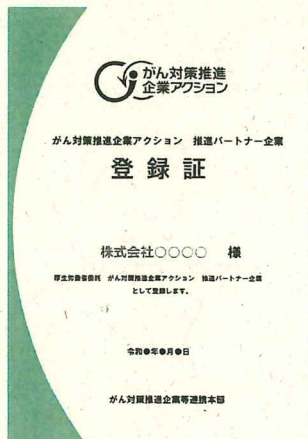 がん対策推進
企業アクション
がん対策推進企業アクション 推進パートナー企業
登録証
株式会社○○○○ 様
厚生労働省委託 がん対策推進企業アクション 推進パートナー企業
として登録します。
令和●年●月●日
がん対策推進企業等連携本部